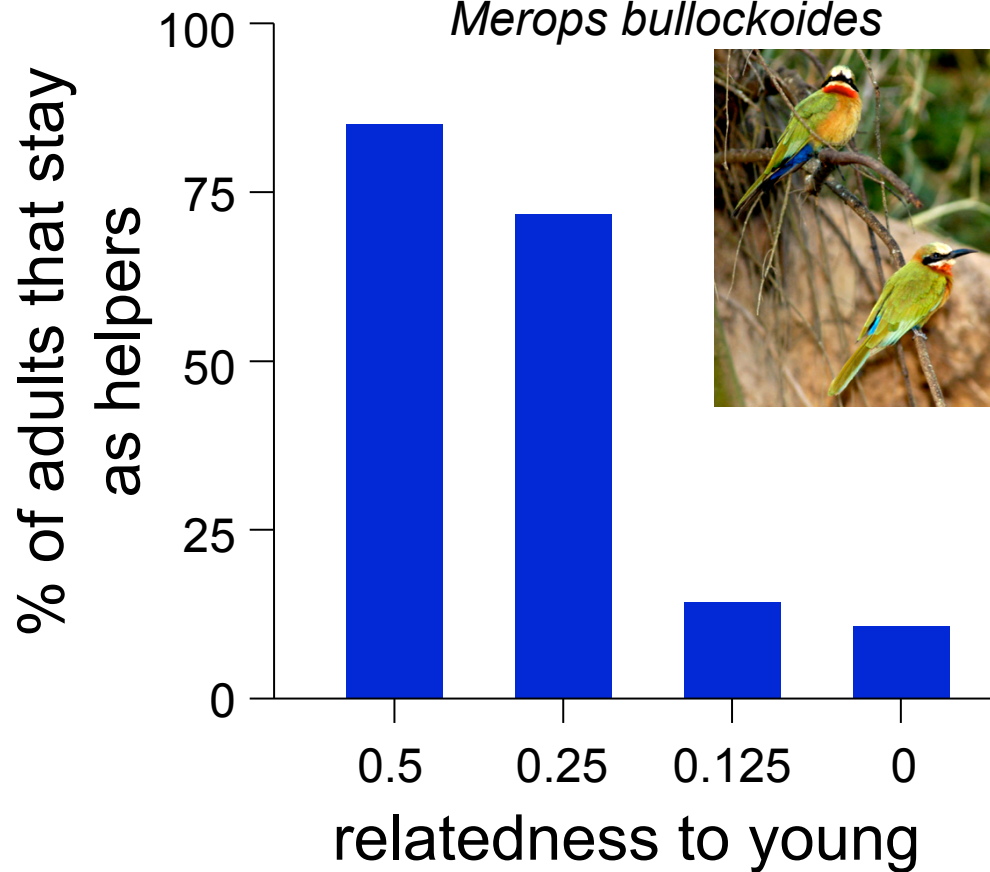 Merops bullockoides
% of adults that stay
as helpers
100
75
50
25
0
0.5 0.25 0.125 0
relatedness to young